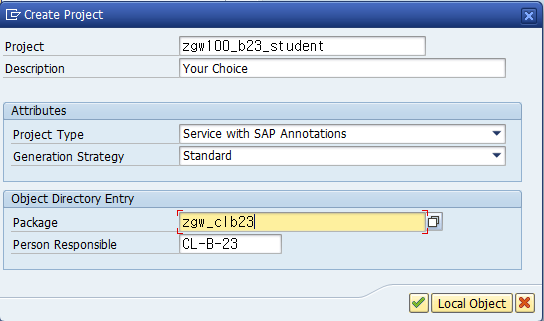 Create Project
Project zgw100_b23_student
Description Your Choice
Attributes
Project Type Service with SAP Annotations
Generation Strategy Standard
Object Directory Entry
Package zgw_clb23
Person Responsible CL-B-23
Local Object